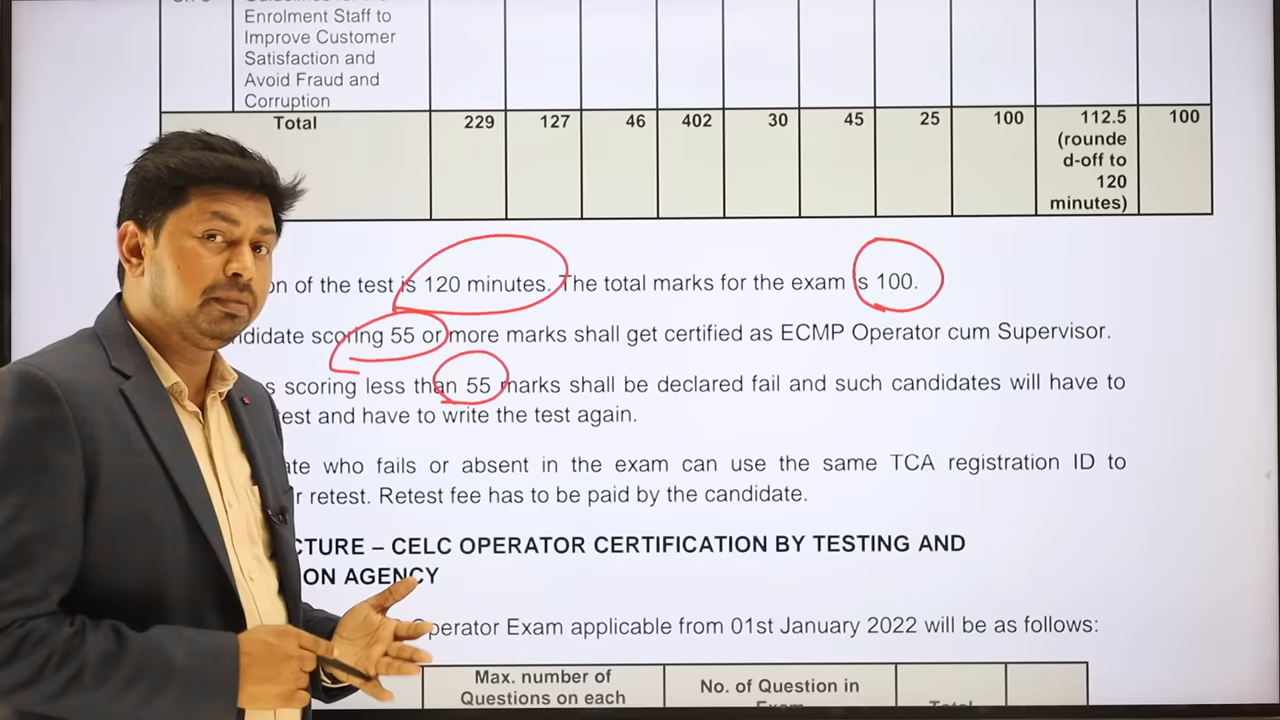 Enrolment Staff to
Improve Customer
Satisfaction and
Avoid Fraud and
Corruption
Total 229 127 46 402 30 45 25 100 112.5 100
(rounde
d-off to
120
minutes)
on of the test is 120 minutes. The total marks for the exam is 100.
ndidate scoring 55 or more marks shall get certified as ECMP Operator cum Supervisor.
s scoring less than 55 marks shall be declared fail and such candidates will have to
est and have to write the test again.
ate who fails or absent in the exam can use the same TCA registration ID to
r retest. Retest fee has to be paid by the candidate.
CTURE – CELC OPERATOR CERTIFICATION BY TESTING AND
ON AGENCY
Operator Exam applicable from 01st January 2022 will be as follows:
Max. number of No. of Question in
Questions on each